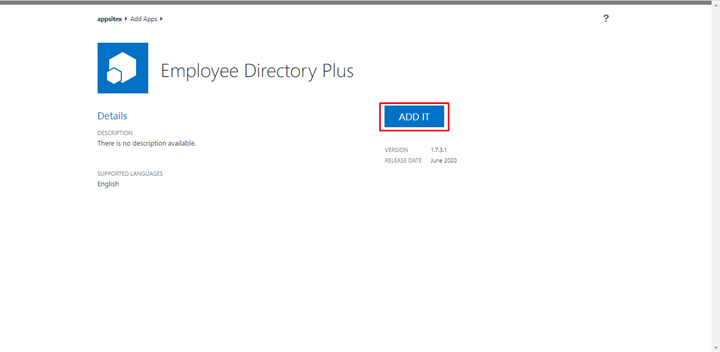 appsitex ▸ Add Apps ▸
?
Employee Directory Plus
Details
DESCRIPTION
There is no description available.
SUPPORTED LANGUAGES
English
ADD IT
VERSION 1.7.3.1
RELEASE DATE June 2020